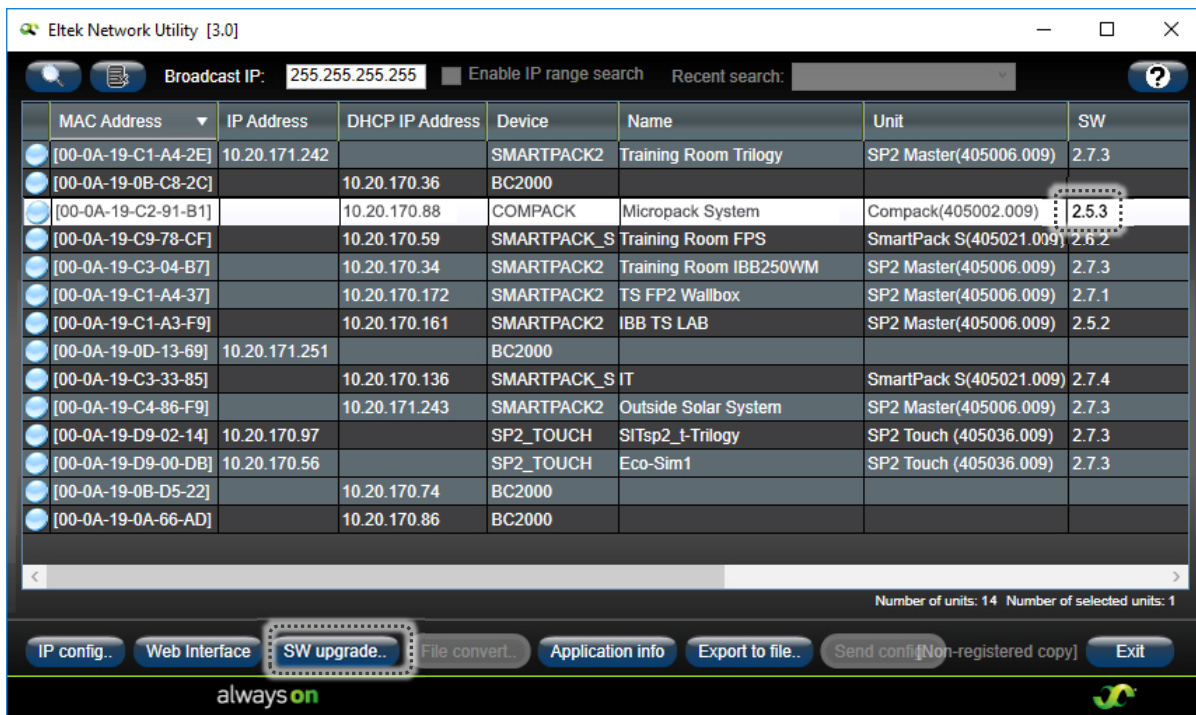 Eltek Network Utility [3.0]
Broadcast IP: 255.255.255.255 Enable IP range search Recent search: ?
MAC Address IP Address DHCP IP Address Device Name Unit SW
[00-0A-19-C1-A4-2E] 10.20.171.242 SMARTPACK2 Training Room Trilogy SP2 Master(405006.009) 2.7.3
[00-0A-19-0B-C8-2C] 10.20.170.36 BC2000
[00-0A-19-C2-91-B1] 10.20.170.88 COMPACK Micropack System Compack(405002.009) 2.5.3
[00-0A-19-C9-78-CF] 10.20.170.59 SMARTPACK_S Training Room FPS SmartPack S(405021.009) 2.6.2
[00-0A-19-C3-04-B7] 10.20.170.34 SMARTPACK2 Training Room IBB250WM SP2 Master(405006.009) 2.7.3
[00-0A-19-C1-A4-37] 10.20.170.172 SMARTPACK2 TS FP2 Wallbox SP2 Master(405006.009) 2.7.1
[00-0A-19-C1-A3-F9] 10.20.170.161 SMARTPACK2 IBB TS LAB SP2 Master(405006.009) 2.5.2
[00-0A-19-0D-13-69] 10.20.171.251 BC2000
[00-0A-19-C3-33-85] 10.20.170.136 SMARTPACK_S IT SmartPack S(405021.009) 2.7.4
[00-0A-19-C4-86-F9] 10.20.171.243 SMARTPACK2 Outside Solar System SP2 Master(405006.009) 2.7.3
[00-0A-19-D9-02-14] 10.20.170.97 SP2_TOUCH SITsp2_t-Trilogy SP2 Touch (405036.009) 2.7.3
[00-0A-19-D9-00-DB] 10.20.170.56 SP2_TOUCH Eco-Sim1 SP2 Touch (405036.009) 2.7.3
[00-0A-19-0B-D5-22] 10.20.170.74 BC2000
[00-0A-19-0A-66-AD] 10.20.170.86 BC2000
Number of units: 14 Number of selected units: 1
IP config.. Web Interface SW upgrade.. File convert.. Application info Export to file.. Send config [Non-registered copy] Exit
always on